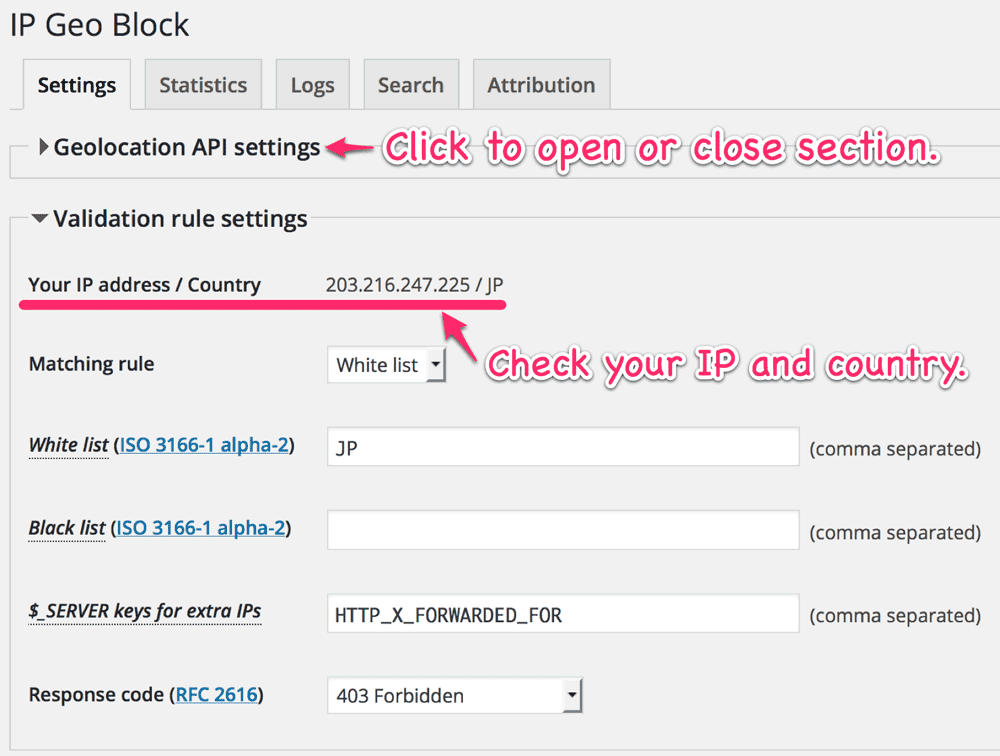 IP Geo Block
Settings
Statistics
Logs
Search
Attribution
Geolocation API settings
Click to open or close section.
Validation rule settings
Your IP address / Country 203.216.247.225 / JP
Check your IP and country.
Matching rule White list
White list (ISO 3166-1 alpha-2) JP (comma separated)
Black list (ISO 3166-1 alpha-2) (comma separated)
$_SERVER keys for extra IPs HTTP_X_FORWARDED_FOR (comma separated)
Response code (RFC 2616) 403 Forbidden